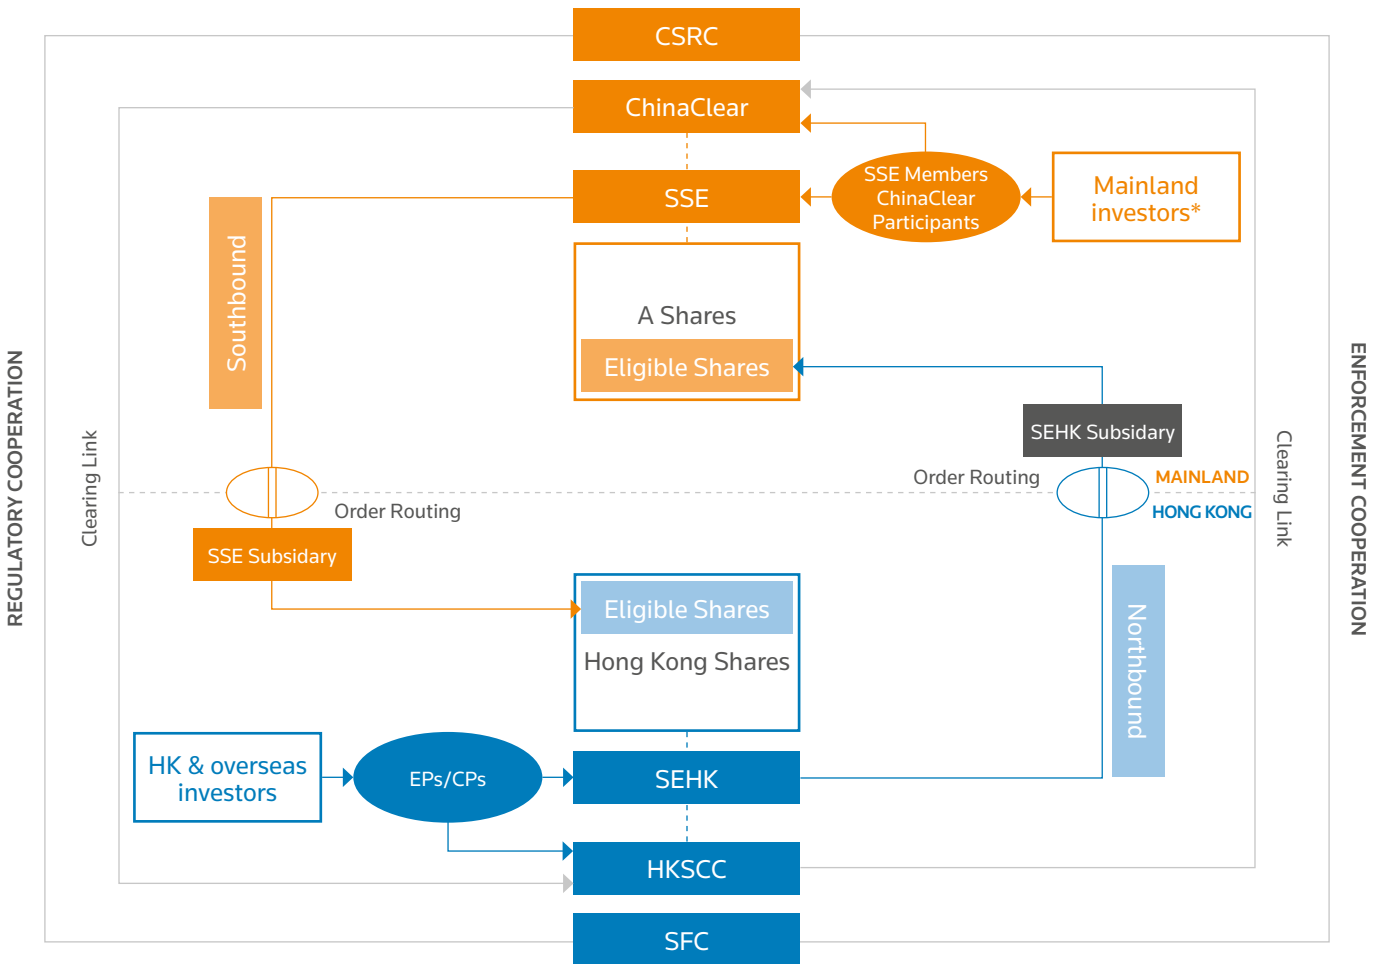 CSRC
ChinaClear
SSE
SSE Members
ChinaClear
Participants
Mainland
investors*
Southbound
A Shares
Eligible Shares
REGULATORY COOPERATION
ENFORCEMENT COOPERATION
Clearing Link
Clearing Link
SEHK Subsidary
Order Routing
MAINLAND
HONG KONG
Order Routing
SSE Subsidary
Eligible Shares
Hong Kong Shares
Northbound
HK & overseas
investors
EPs/CPs
SEHK
HKSCC
SFC